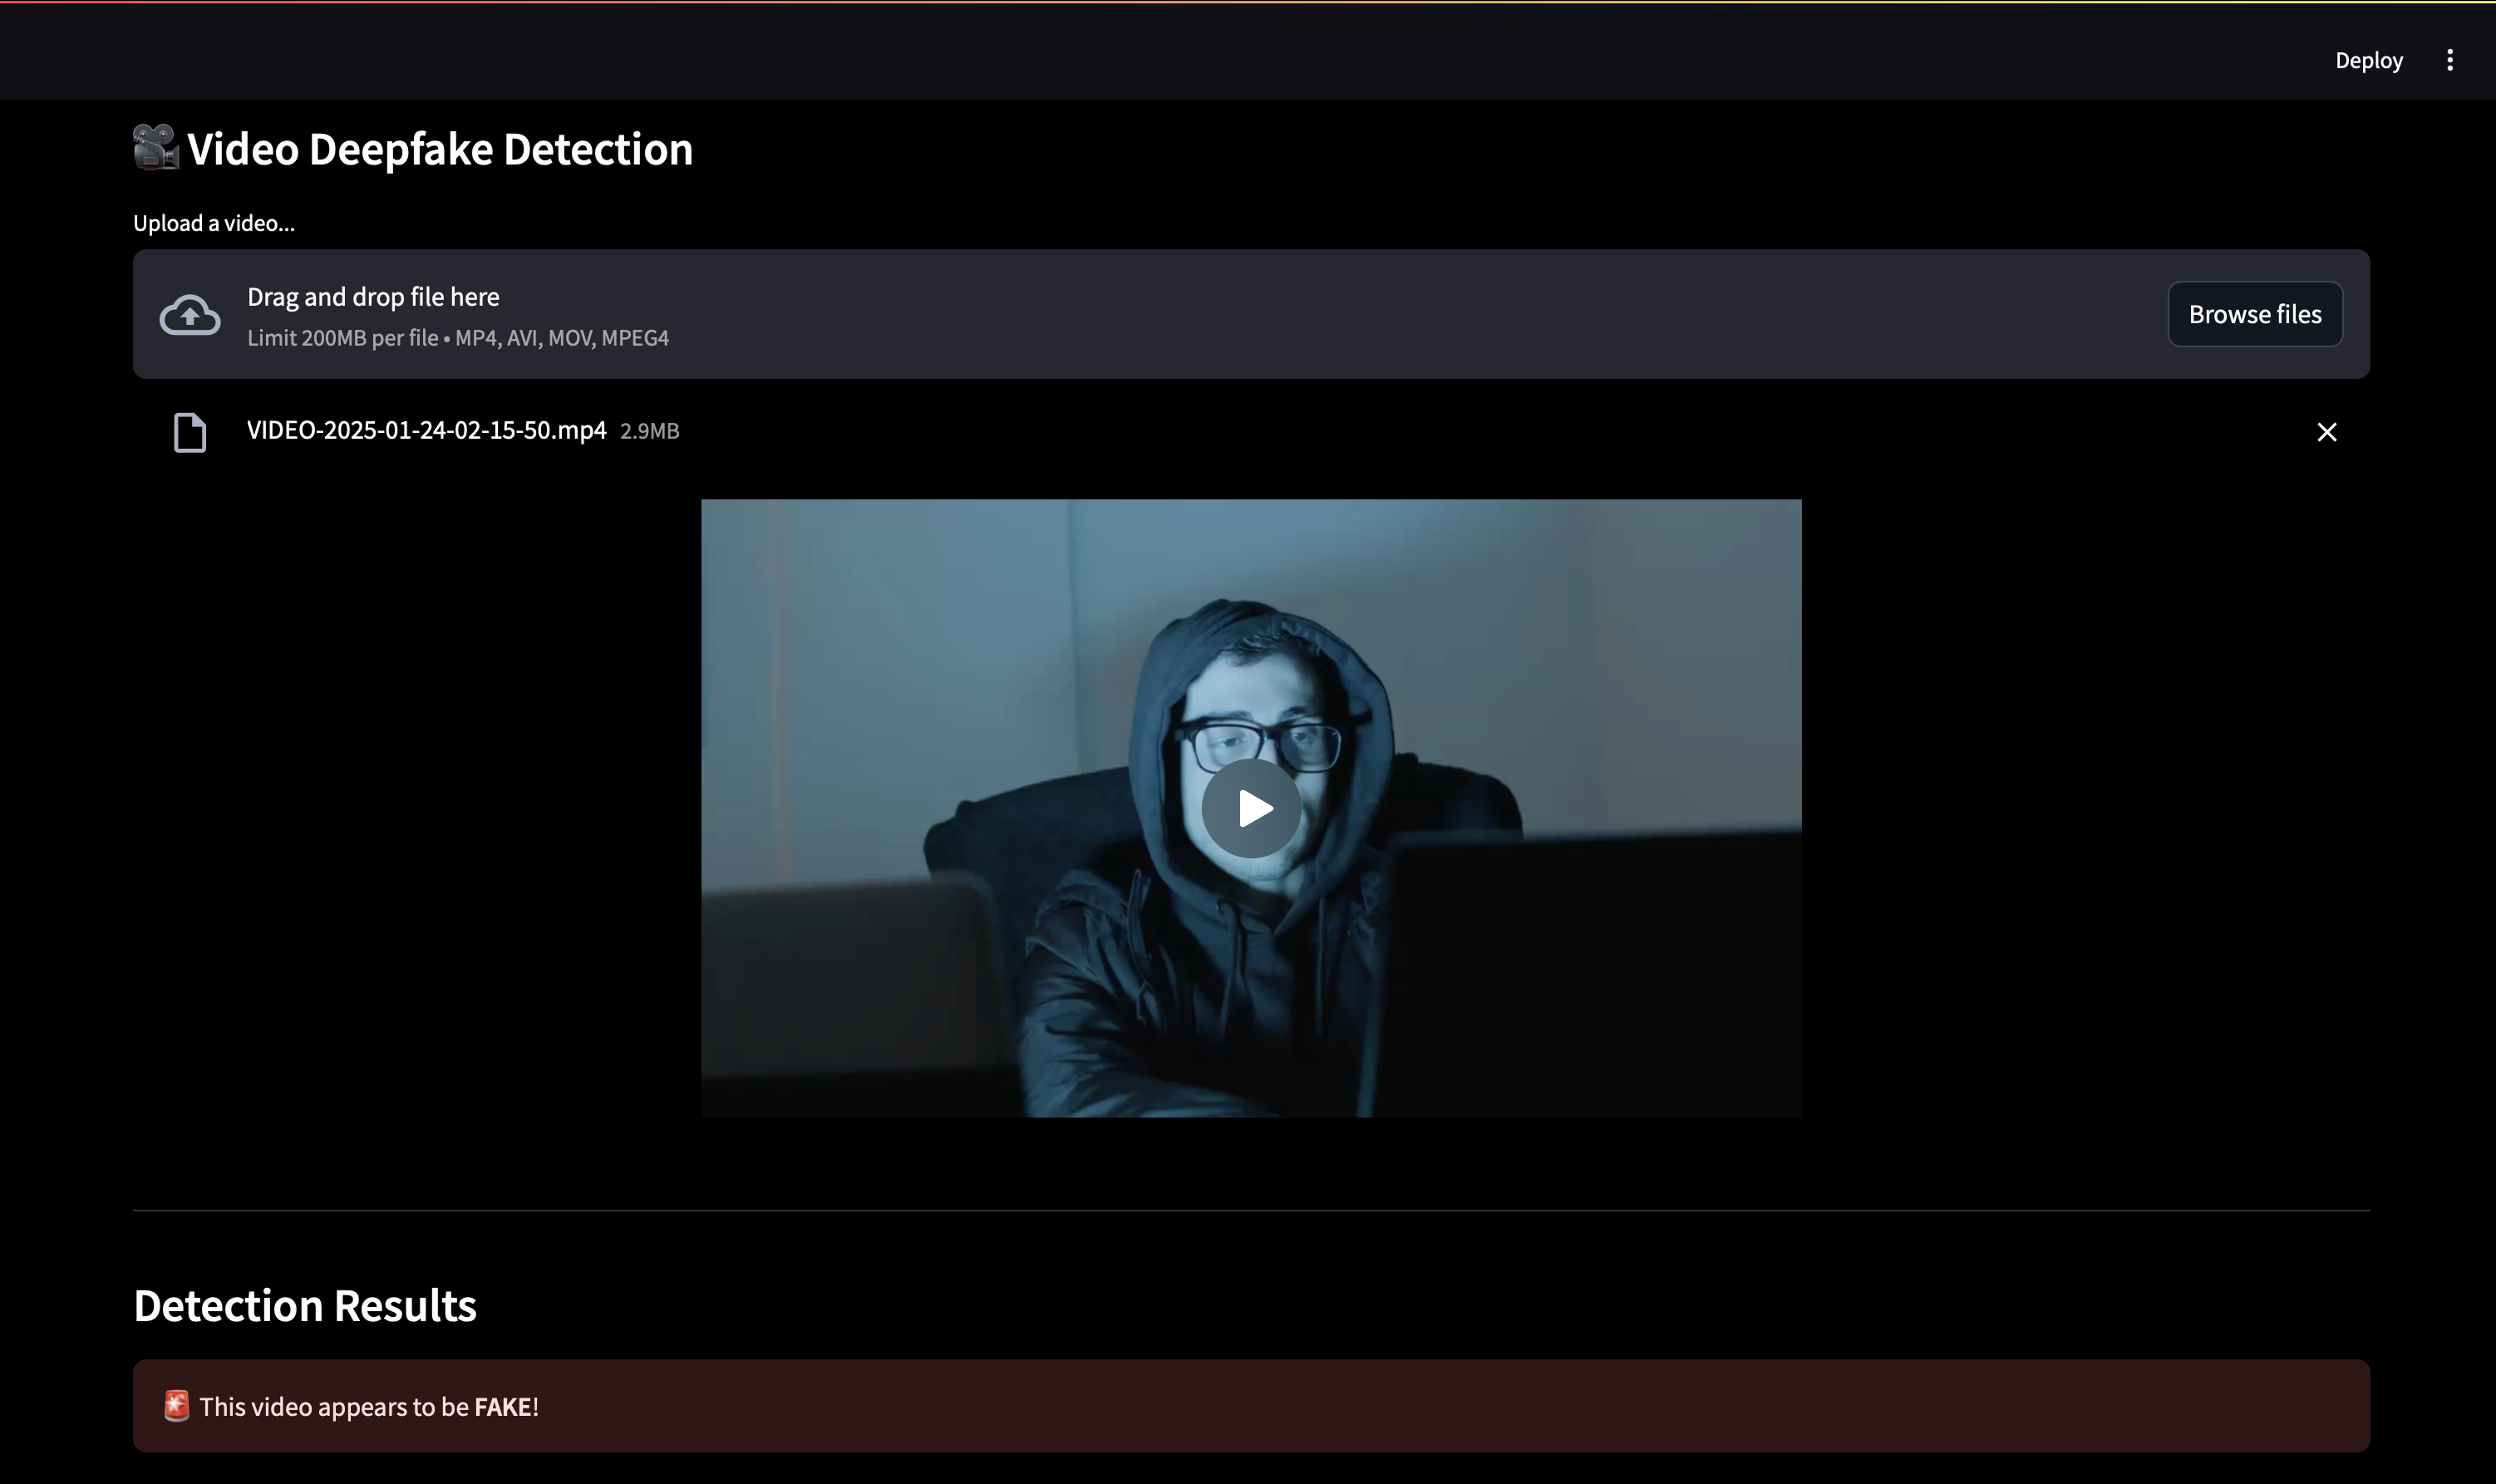 Deploy
Video Deepfake Detection
Upload a video...
Drag and drop file here
Limit 200MB per file • MP4, AVI, MOV, MPEG4
Browse files
VIDEO-2025-01-24-02-15-50.mp4 2.9MB
Detection Results
This video appears to be FAKE!